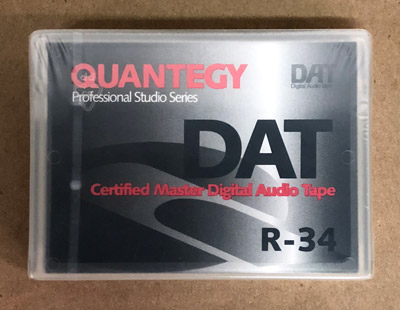 QUANTEGY
Professional Studio Series
DAT
Digital Audio Tape
DAT
Certified Master Digital Audio Tape
R-34